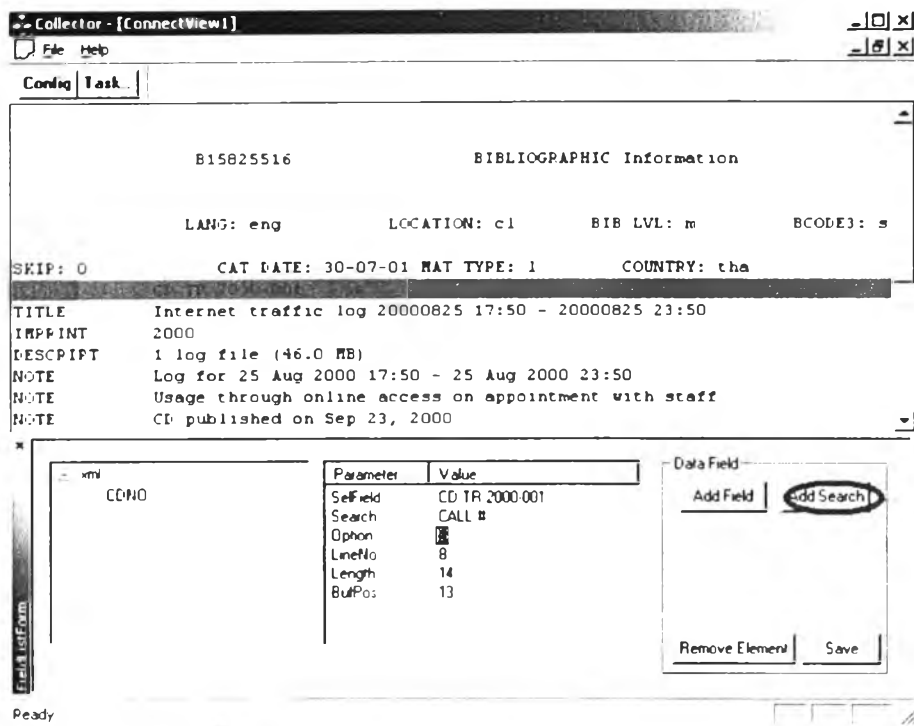 Collector - [ConnectView1]
File Help
Config Task..
B15825516 BIBLIOGRAPHIC Information
LANG: eng LOCATION: cl BIB LVL: m BCODE3: s
SKIP: 0 CAT DATE: 30-07-01 MAT TYPE: l COUNTRY: tha
CD TR 2000-001
TITLE Internet traffic log 20000825 17:50 - 20000825 23:50
IMPRINT 2000
DESCRIPT 1 log file (46.0 MB)
NOTE Log for 25 Aug 2000 17:50 - 25 Aug 2000 23:50
NOTE Usage through online access on appointment with staff
NOTE CD published on Sep 23, 2000
xml
CDNO
Parameter Value
SelField CD TR 2000-001
Search CALL #
Option
LineNo 8
Length 14
BufPos 13
Data Field
Add Field Add Search
Remove Element Save
FieldListForm
Ready